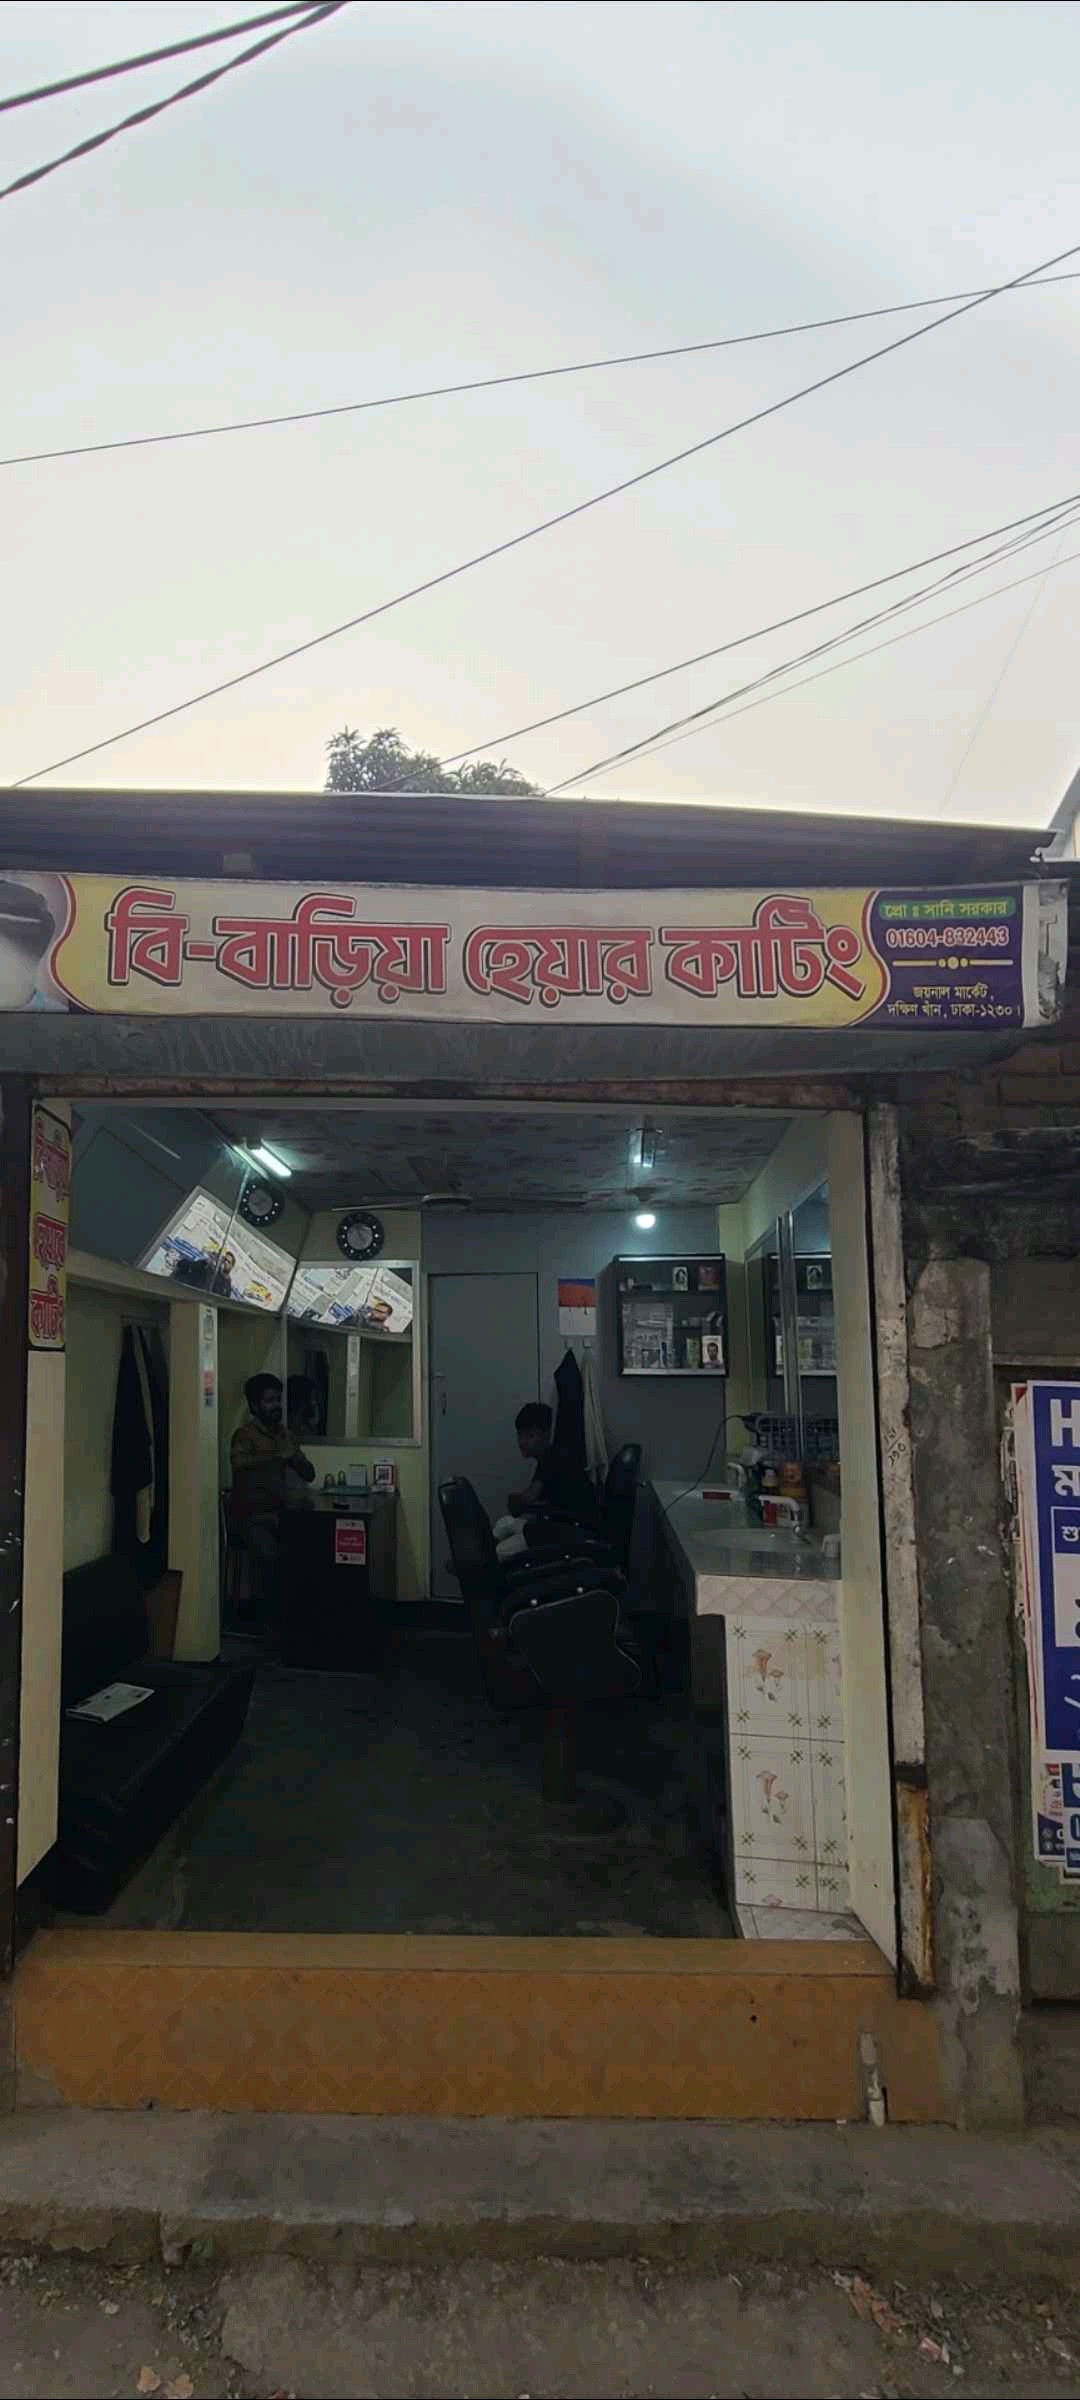 বি-বাড়িয়া হেয়ার কাটিং
প্রো ঃ সানি সরকার
01604-832443
জয়নাল মার্কেট,
দক্ষিণ খাঁন, ঢাকা-১২৩০।
হেয়ার
কাটিং
H